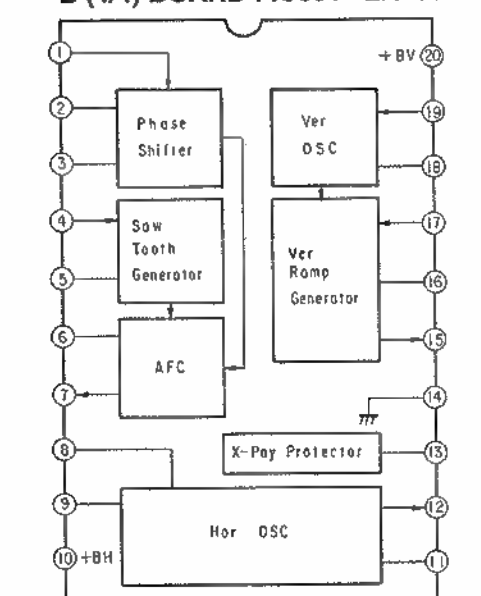 1
+BV 20
2
Phase
Shifter
Ver
OSC
19
3
18
4
Saw
Tooth
Generator
Ver
Ramp
Generator
17
5
16
6
AFC
15
7
14
8
X-Ray Protector
13
9
Hor OSC
12
10 +BH
11